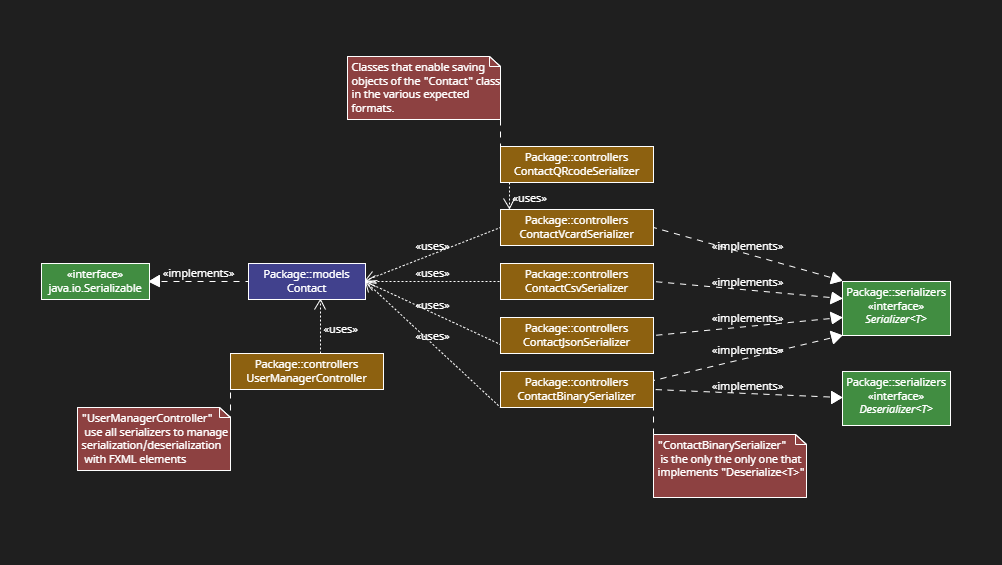 Classes that enable saving
objects of the "Contact" class
in the various expected
formats.
Package::controllers
ContactQRcodeSerializer
«uses»
Package::controllers
ContactVcardSerializer
«uses»
«implements»
«interface»
java.io.Serializable
«implements»
Package::models
Contact
«uses»
Package::controllers
ContactCsvSerializer
«implements»
Package::serializers
«interface»
Serializer<T>
«uses»
Package::controllers
ContactJsonSerializer
«implements»
«uses»
«uses»
«implements»
Package::controllers
UserManagerController
Package::controllers
ContactBinarySerializer
«implements»
Package::serializers
«interface»
Deserializer<T>
"UserManagerController"
use all serializers to manage
serialization/deserialization
with FXML elements
"ContactBinarySerializer"
is the only the only one that
implements "Deserialize<T>"